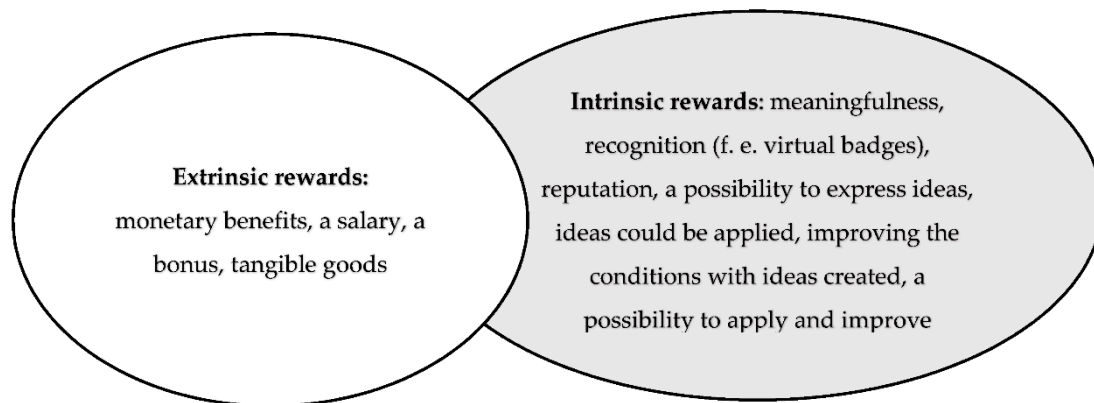 Extrinsic rewards:
monetary benefits, a salary, a
bonus, tangible goods
Intrinsic rewards: meaningfulness,
recognition (f. e. virtual badges),
reputation, a possibility to express ideas,
ideas could be applied, improving the
conditions with ideas created, a
possibility to apply and improve